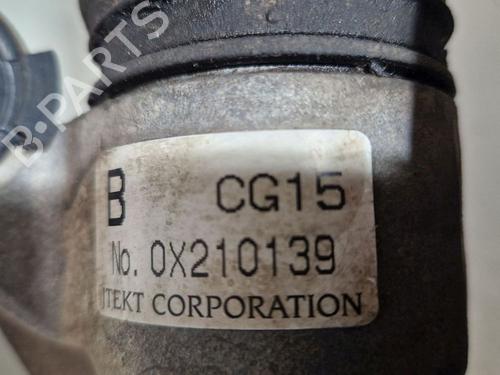 B-PARTS
B CG15
No. 0X210139
JTEKT CORPORATION